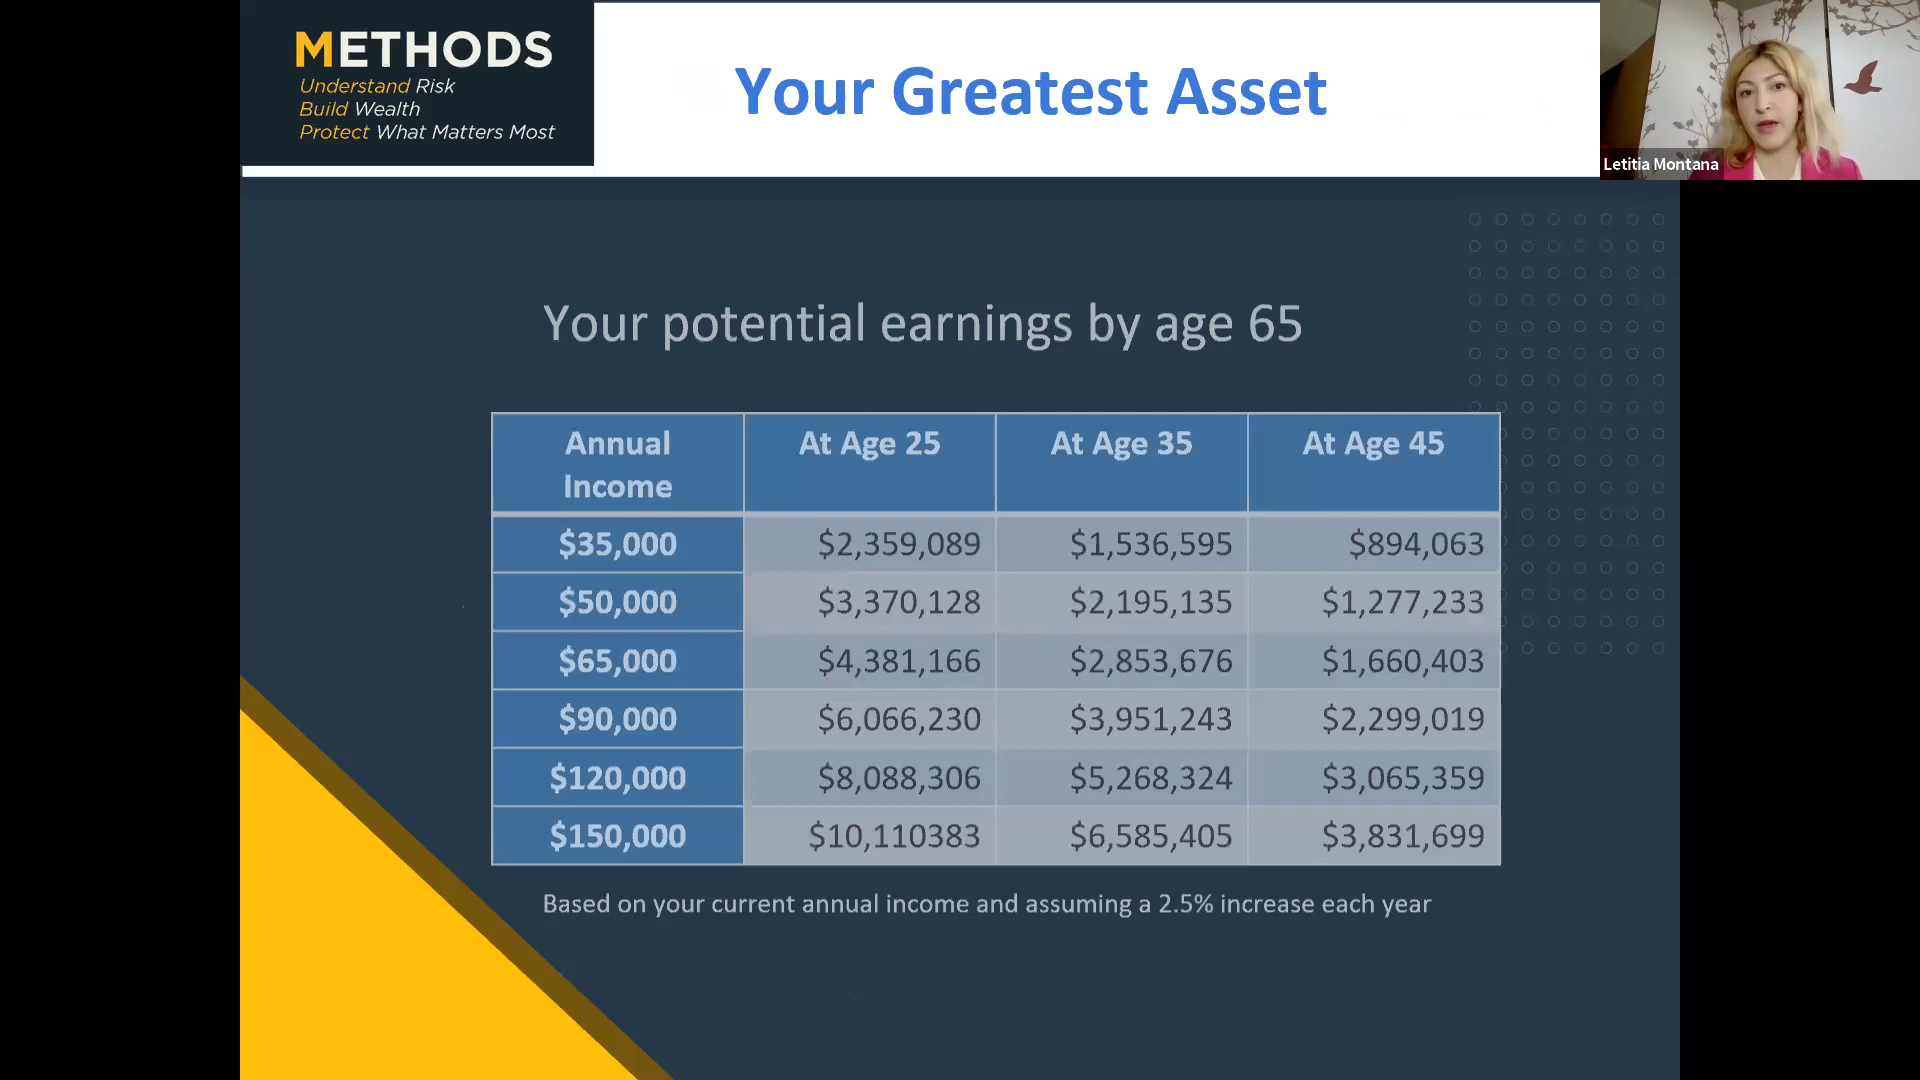 METHODS
Understand Risk
Build Wealth
Protect What Matters Most
Your Greatest Asset
Letitia Montana
Your potential earnings by age 65
Annual Income At Age 25 At Age 35 At Age 45
$35,000 $2,359,089 $1,536,595 $894,063
$50,000 $3,370,128 $2,195,135 $1,277,233
$65,000 $4,381,166 $2,853,676 $1,660,403
$90,000 $6,066,230 $3,951,243 $2,299,019
$120,000 $8,088,306 $5,268,324 $3,065,359
$150,000 $10,110383 $6,585,405 $3,831,699
Based on your current annual income and assuming a 2.5% increase each year